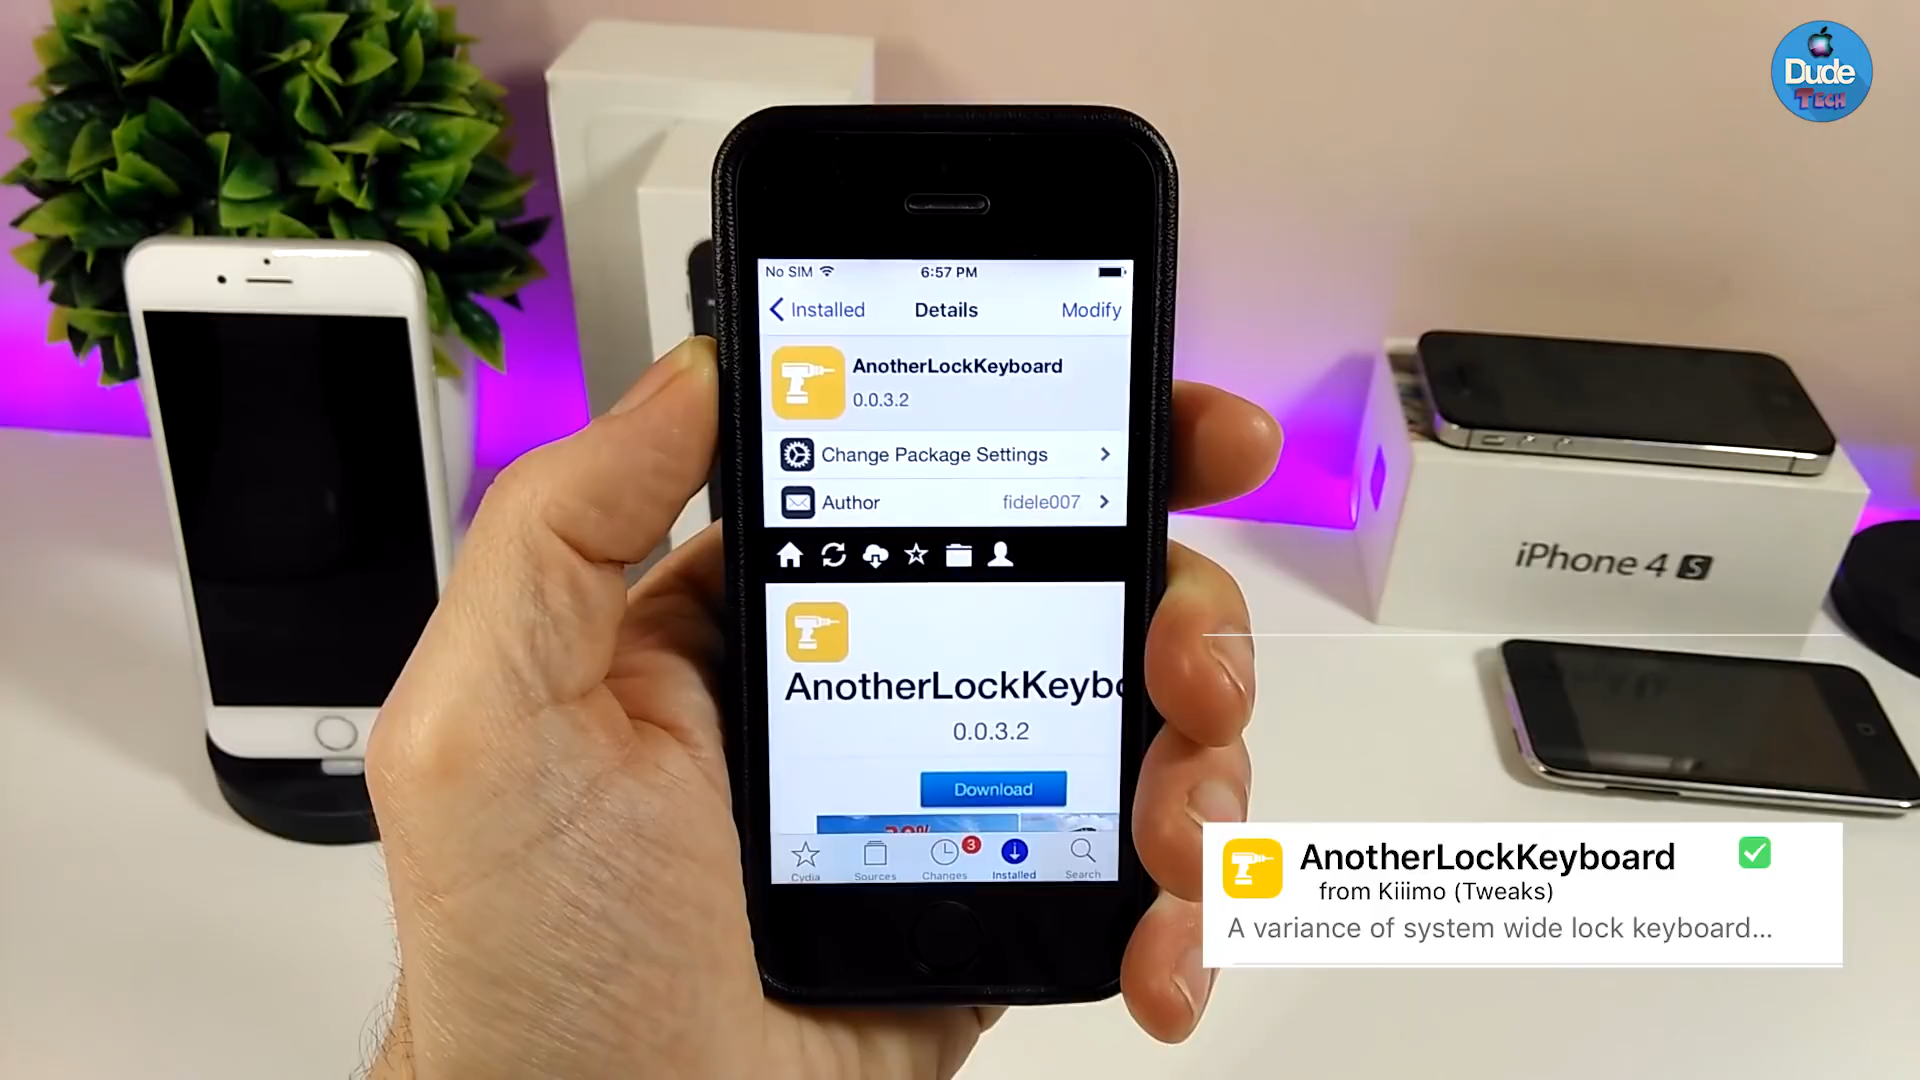 Dude
TECH
No SIM
6:57 PM
Installed
Details
Modify
AnotherLockKeyboard
0.0.3.2
Change Package Settings
Author
fidele007
AnotherLockKeybo
0.0.3.2
Download
Cydia
Sources
3
Changes
Installed
Search
iPhone 4S
AnotherLockKeyboard
from Kiiimo (Tweaks)
A variance of system wide lock keyboard...